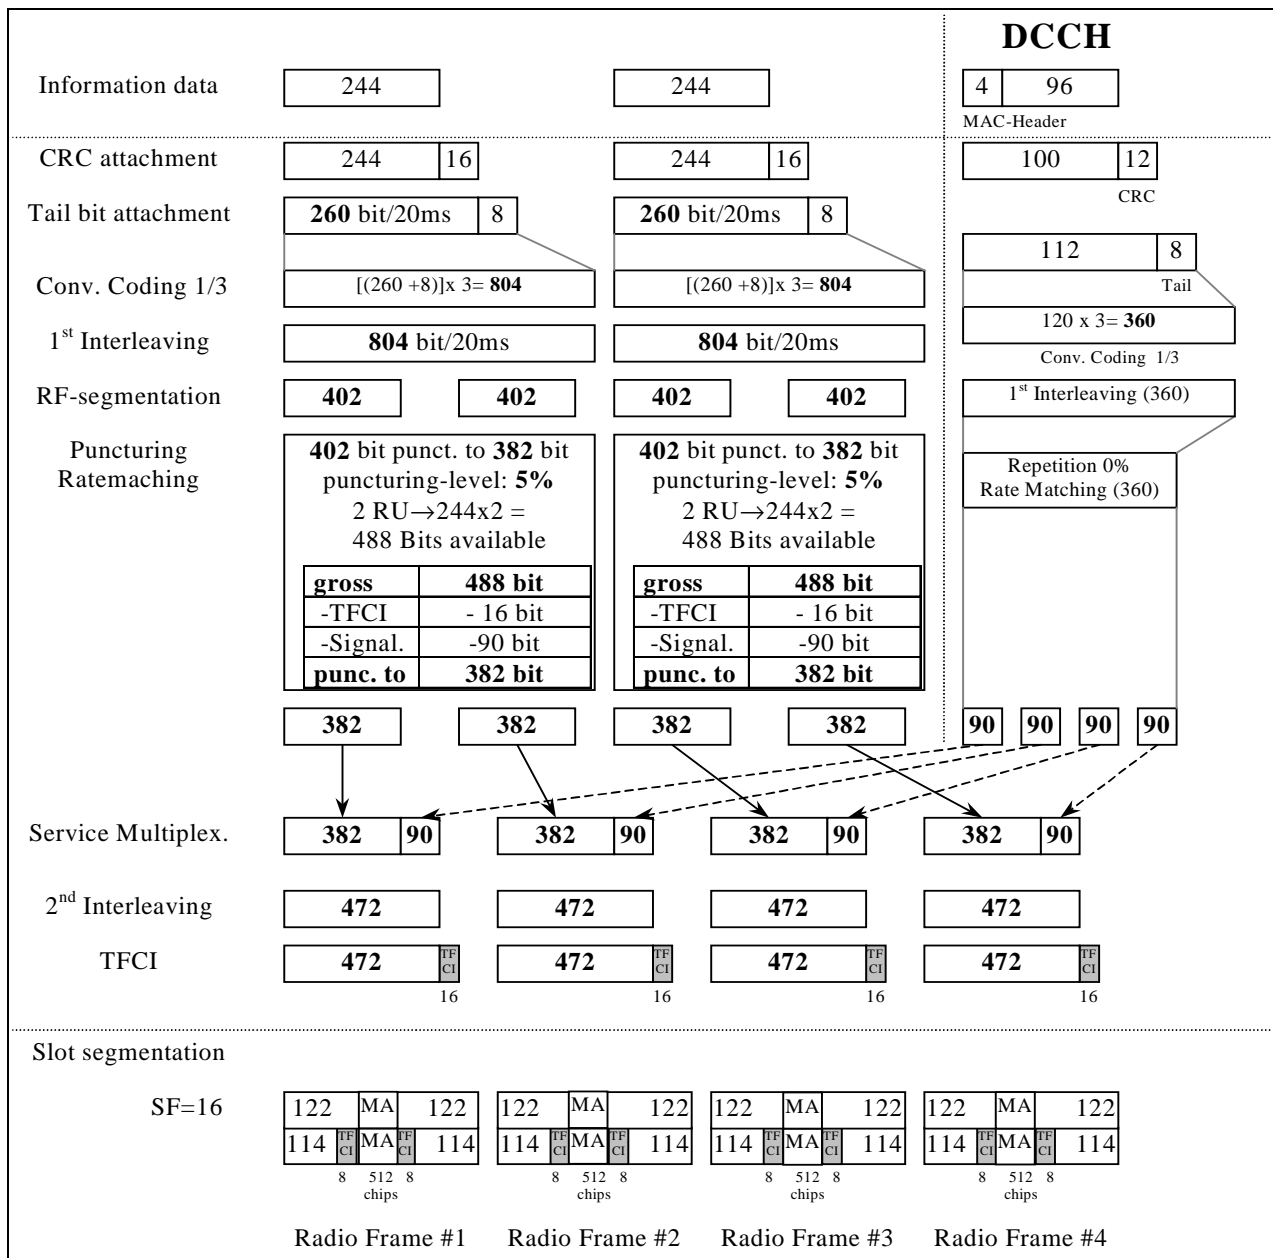 DCCH
Information data 244 244 4 96
MAC-Header
CRC attachment 244 16 244 16 100 12
CRC
Tail bit attachment 260 bit/20ms 8 260 bit/20ms 8
112 8
Tail
Conv. Coding 1/3 [(260 +8)]x 3= 804 [(260 +8)]x 3= 804
120 x 3= 360
Conv. Coding 1/3
1st Interleaving 804 bit/20ms 804 bit/20ms
RF-segmentation 402 402 402 402 1st Interleaving (360)
Puncturing
Ratemaching
402 bit punct. to 382 bit
puncturing-level: 5%
2 RU→244x2 =
488 Bits available
gross 488 bit
-TFCI - 16 bit
-Signal. -90 bit
punc. to 382 bit
402 bit punct. to 382 bit
puncturing-level: 5%
2 RU→244x2 =
488 Bits available
gross 488 bit
-TFCI - 16 bit
-Signal. -90 bit
punc. to 382 bit
Repetition 0%
Rate Matching (360)
382 382 382 382 90 90 90 90
Service Multiplex. 382 90 382 90 382 90 382 90
2nd Interleaving 472 472 472 472
TFCI 472 TF CI 472 TF CI 472 TF CI 472 TF CI
16 16 16 16
Slot segmentation
SF=16 122 MA 122 122 MA 122 122 MA 122 122 MA 122
114 TF CI MA TF CI 114 114 TF CI MA TF CI 114 114 TF CI MA TF CI 114 114 TF CI MA TF CI 114
8 512 8 8 512 8 8 512 8 8 512 8
chips chips chips chips
Radio Frame #1 Radio Frame #2 Radio Frame #3 Radio Frame #4